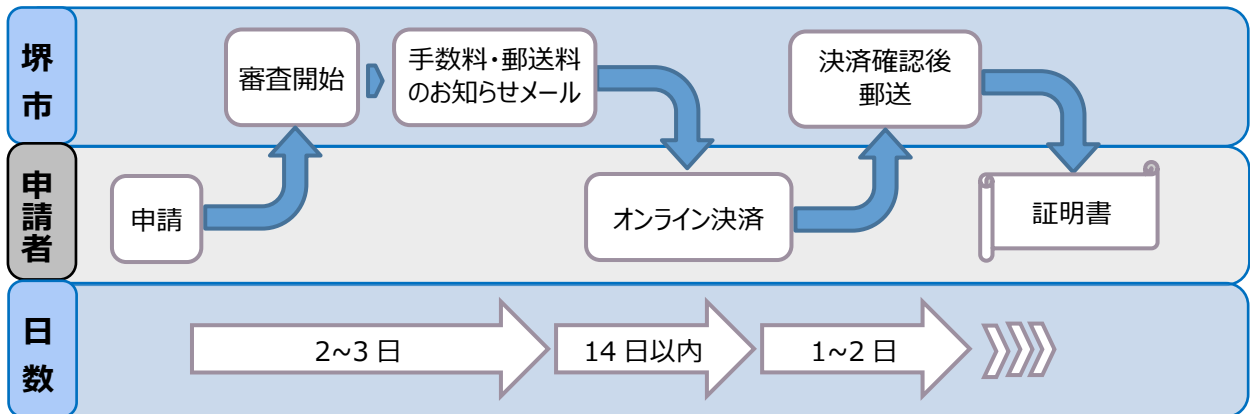 堺市
審査開始
手数料・郵送料
のお知らせメール
決済確認後
郵送
申請者
申請
オンライン決済
証明書
日数
2~3 日
14 日以内
1~2 日